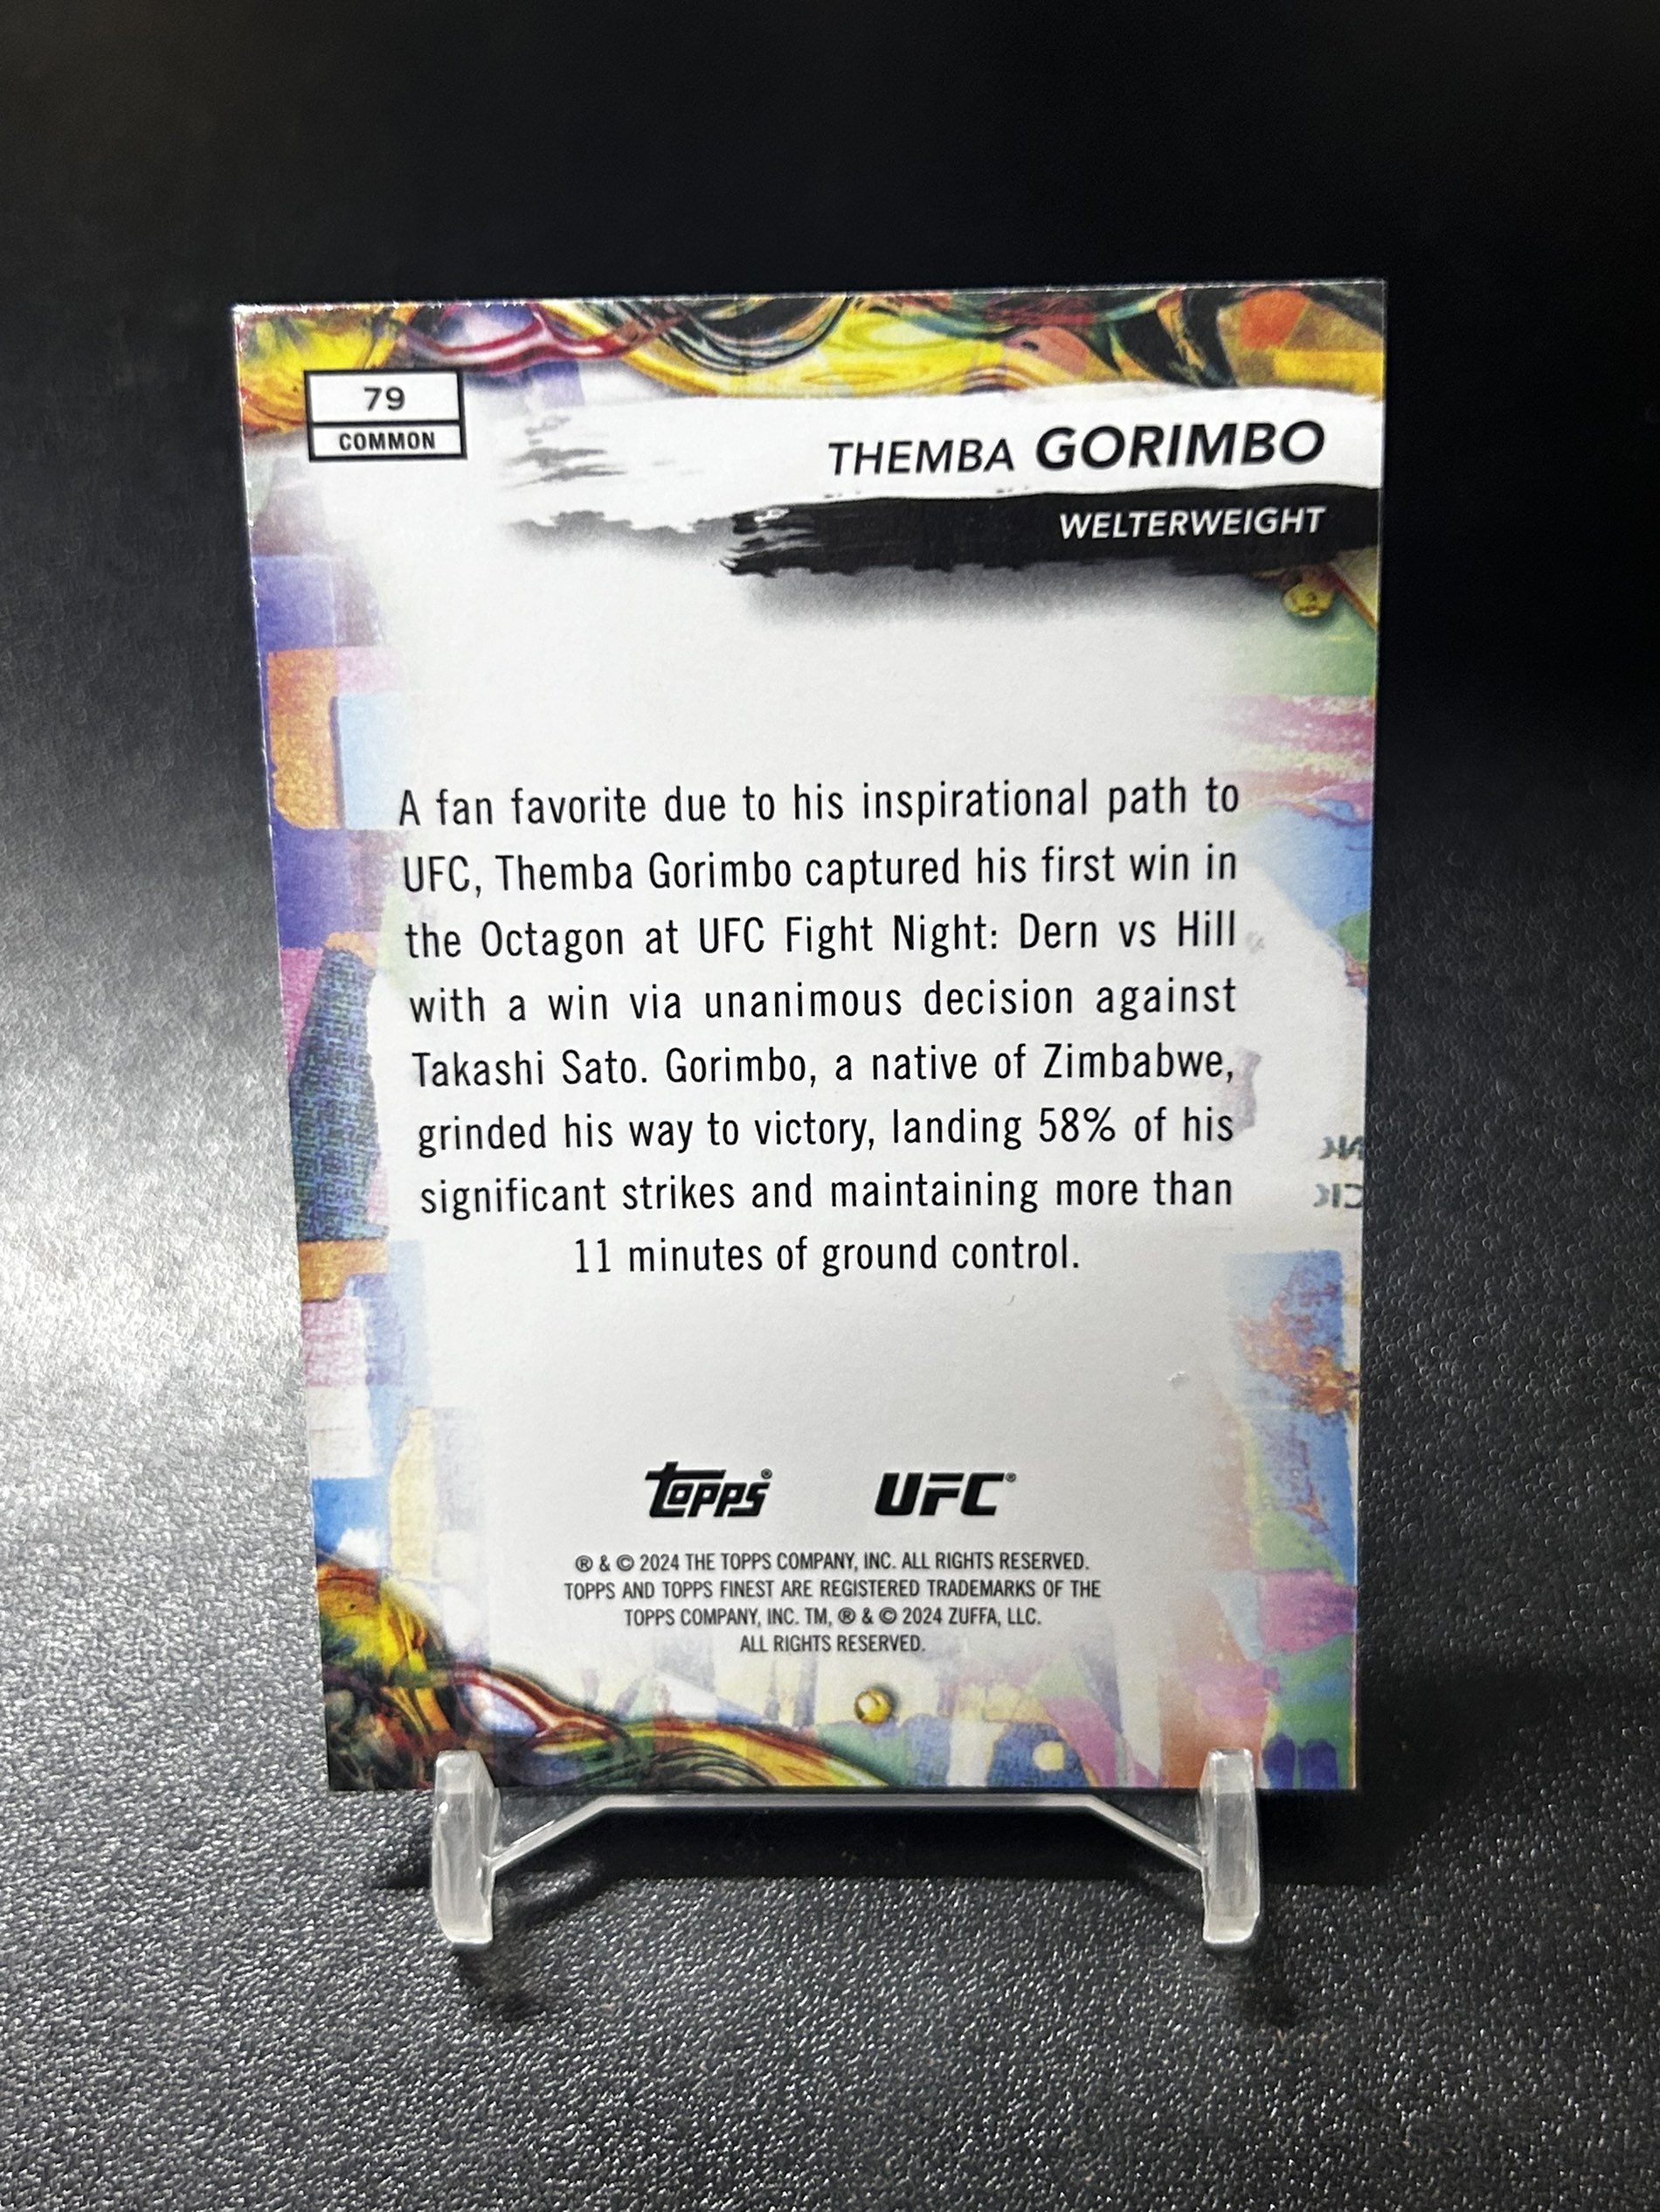 79
COMMON
THEMBA GORIMBO
WELTERWEIGHT
A fan favorite due to his inspirational path to
UFC, Themba Gorimbo captured his first win in
the Octagon at UFC Fight Night: Dern vs Hill
with a win via unanimous decision against
Takashi Sato. Gorimbo, a native of Zimbabwe,
grinded his way to victory, landing 58% of his
significant strikes and maintaining more than
11 minutes of ground control.
TOPPS® UFC®
® & © 2024 THE TOPPS COMPANY, INC. ALL RIGHTS RESERVED.
TOPPS AND TOPPS FINEST ARE REGISTERED TRADEMARKS OF THE
TOPPS COMPANY, INC. TM, ® & © 2024 ZUFFA, LLC.
ALL RIGHTS RESERVED.